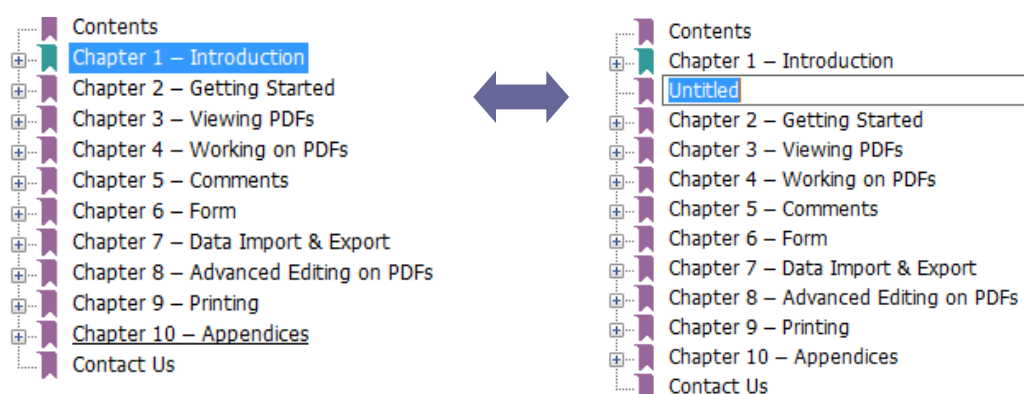 Contents
Chapter 1 – Introduction
Chapter 2 – Getting Started
Chapter 3 – Viewing PDFs
Chapter 4 – Working on PDFs
Chapter 5 – Comments
Chapter 6 – Form
Chapter 7 – Data Import & Export
Chapter 8 – Advanced Editing on PDFs
Chapter 9 – Printing
Chapter 10 – Appendices
Contact Us
Contents
Chapter 1 – Introduction
Untitled
Chapter 2 – Getting Started
Chapter 3 – Viewing PDFs
Chapter 4 – Working on PDFs
Chapter 5 – Comments
Chapter 6 – Form
Chapter 7 – Data Import & Export
Chapter 8 – Advanced Editing on PDFs
Chapter 9 – Printing
Chapter 10 – Appendices
Contact Us